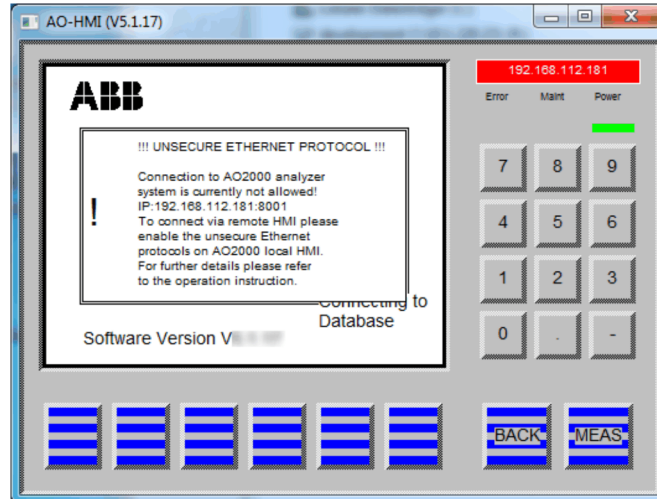 AO-HMI (V5.1.17)
192.168.112.181
Error Maint Power
ABB
!!! UNSECURE ETHERNET PROTOCOL !!!
Connection to AO2000 analyzer
system is currently not allowed!
IP:192.168.112.181:8001
!
To connect via remote HMI please
enable the unsecure Ethernet
protocols on AO2000 local HMI.
For further details please refer
to the operation instruction.
Connecting to
Database
Software Version V
7 8 9
4 5 6
1 2 3
0 . -
BACK MEAS